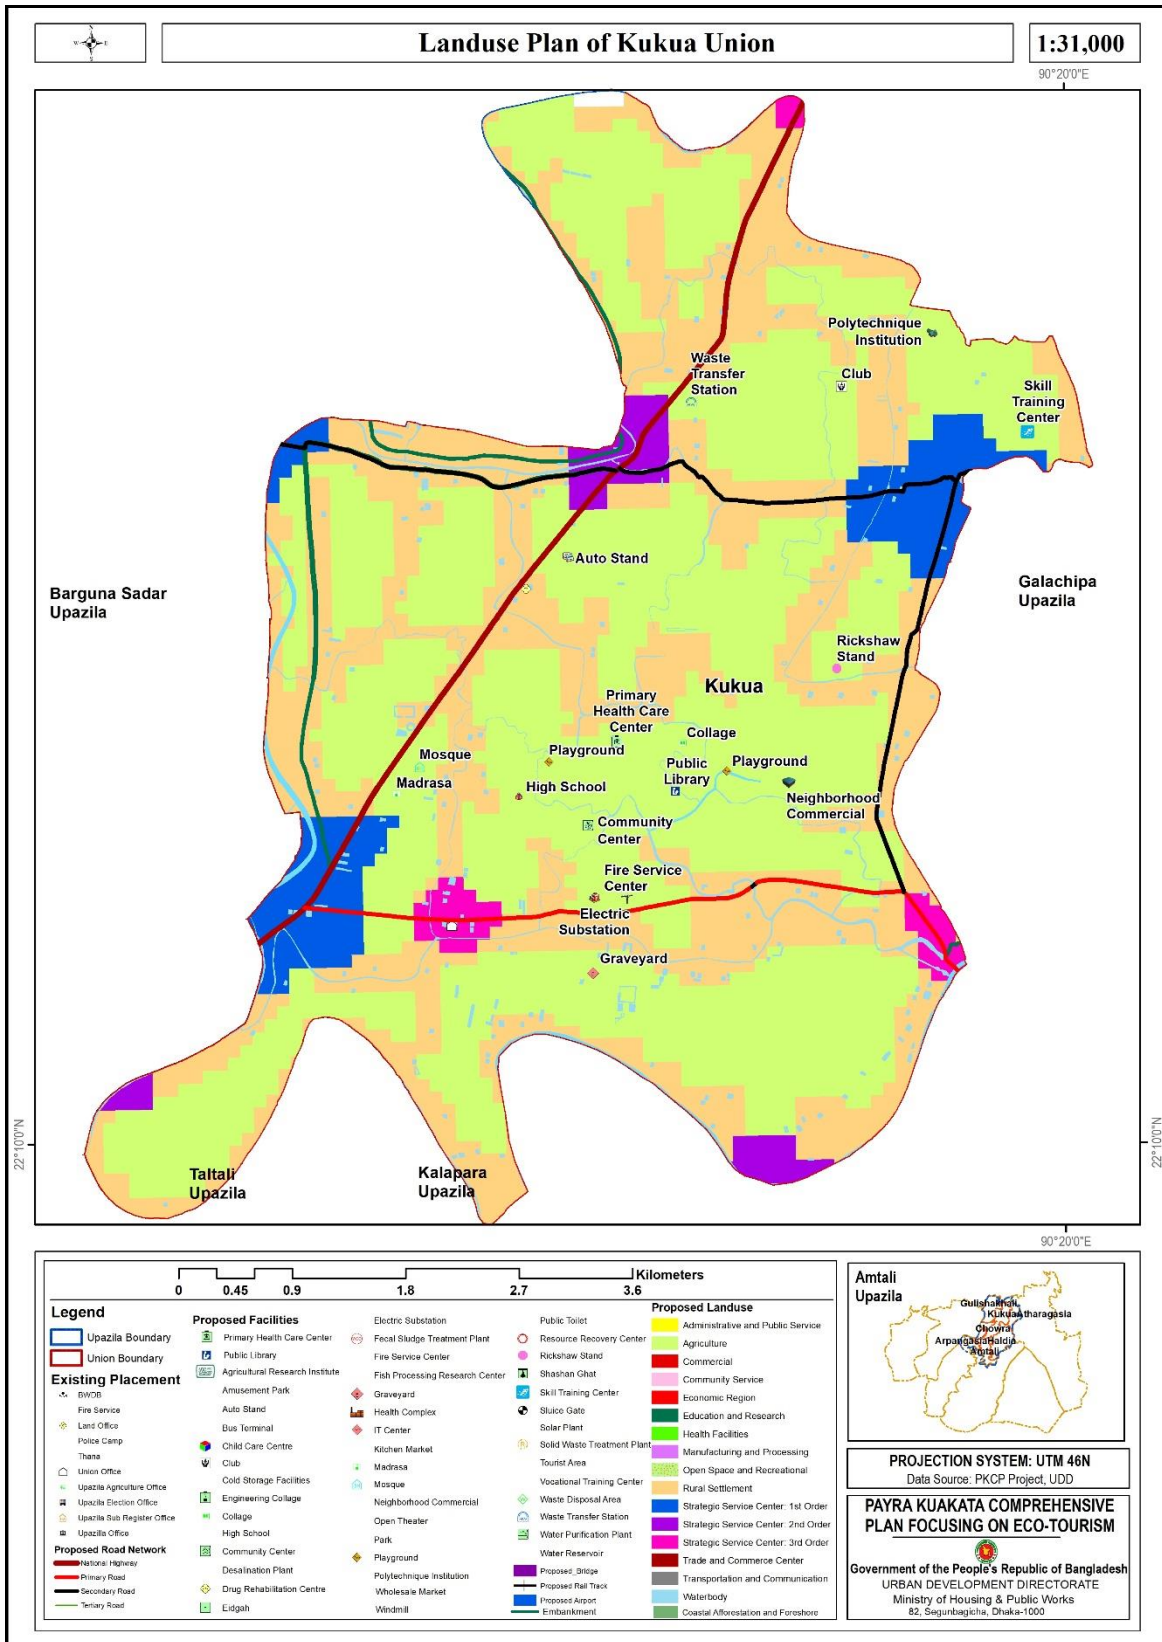 Landuse Plan of Kukua Union
1:31,000
90°20'0"E
Polytechnique
Institution
Waste
Transfer
Station
Club
Skill
Training
Center
Auto Stand
Barguna Sadar
Upazila
Galachipa
Upazila
Rickshaw
Stand
Kukua
Primary
Health Care
Center
Collage
Mosque
Playground
Public
Library
Playground
Madrasa
High School
Neighborhood
Commercial
Community
Center
Fire Service
Center
Electric
Substation
Graveyard
22°10'0"N
22°10'0"N
Taltali
Upazila
Kalapara
Upazila
90°20'0"E
Kilometers
0 0.45 0.9 1.8 2.7 3.6
Legend
Upazila Boundary
Union Boundary
Existing Placement
BWDB
Fire Service
Land Office
Police Camp
Thana
Union Office
Upazila Agriculture Office
Upazila Election Office
Upazila Sub Register Office
Upazilla Office
Proposed Road Network
National Highway
Primary Road
Secondary Road
Tertiary Road
Proposed Facilities
Primary Health Care Center
Public Library
Agricultural Research Institute
Amusement Park
Auto Stand
Bus Terminal
Child Care Centre
Club
Cold Storage Facilities
Engineering Collage
Collage
High School
Community Center
Desalination Plant
Drug Rehabilitation Centre
Eidgah
Electric Substation
Fecal Sludge Treatment Plant
Fire Service Center
Fish Processing Research Center
Graveyard
Health Complex
IT Center
Kitchen Market
Madrasa
Mosque
Neighborhood Commercial
Open Theater
Park
Playground
Polytechnique Institution
Wholesale Market
Windmill
Public Toilet
Resource Recovery Center
Rickshaw Stand
Shashan Ghat
Skill Training Center
Sluice Gate
Solar Plant
Solid Waste Treatment Plant
Tourist Area
Vocational Training Center
Waste Disposal Area
Waste Transfer Station
Water Purification Plant
Water Reservoir
Proposed_Bridge
Proposed Rail Track
Proposed Airport
Embankment
Proposed Landuse
Administrative and Public Service
Agriculture
Commercial
Community Service
Economic Region
Education and Research
Health Facilities
Manufacturing and Processing
Open Space and Recreational
Rural Settlement
Strategic Service Center: 1st Order
Strategic Service Center: 2nd Order
Strategic Service Center: 3rd Order
Trade and Commerce Center
Transportation and Communication
Waterbody
Coastal Afforestation and Foreshore
Amtali
Upazila
Gulishakhali
Kukua
Atharagasia
Chowra
Arpangasia
Haldia
Amtali
PROJECTION SYSTEM: UTM 46N
Data Source: PKCP Project, UDD
PAYRA KUAKATA COMPREHENSIVE
PLAN FOCUSING ON ECO-TOURISM
Government of the People's Republic of Bangladesh
URBAN DEVELOPMENT DIRECTORATE
Ministry of Housing & Public Works
82, Segunbagicha, Dhaka-1000